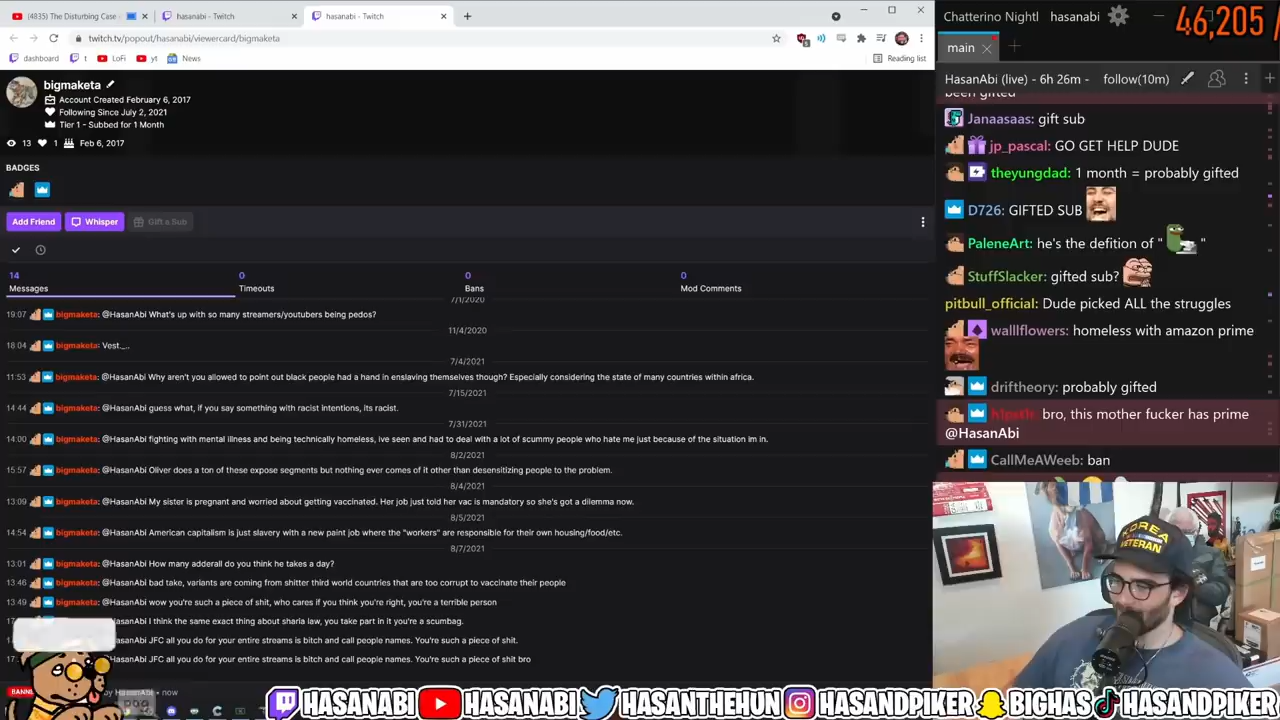 (4835) The Disturbing Case
hasanabi - Twitch
hasanabi - Twitch
twitch.tv/popout/hasanabi/viewercard/bigmaketa
dashboard
t
LoFi
yt
News
Reading list
bigmaketa
Account Created February 6, 2017
Following Since July 2, 2021
Tier 1 - Subbed for 1 Month
13 1 Feb 6, 2017
BADGES
Add Friend
Whisper
Gift a Sub
14
Messages
0
Timeouts
0
Bans
0
Mod Comments
7/1/2020
19:07 bigmaketa: @HasanAbi What's up with so many streamers/youtubers being pedos?
11/4/2020
18:04 bigmaketa: Vest._..
7/4/2021
11:53 bigmaketa: @HasanAbi Why aren't you allowed to point out black people had a hand in enslaving themselves though? Especially considering the state of many countries within africa.
7/15/2021
14:44 bigmaketa: @HasanAbi guess what, if you say something with racist intentions, its racist.
7/31/2021
14:00 bigmaketa: @HasanAbi fighting with mental illness and being technically homeless, ive seen and had to deal with a lot of scummy people who hate me just because of the situation im in.
8/2/2021
15:57 bigmaketa: @HasanAbi Oliver does a ton of these expose segments but nothing ever comes of it other than desensitizing people to the problem.
8/4/2021
13:09 bigmaketa: @HasanAbi My sister is pregnant and worried about getting vaccinated. Her job just told her vac is mandatory so she's got a dilemma now.
8/5/2021
14:54 bigmaketa: @HasanAbi American capitalism is just slavery with a new paint job where the "workers" are responsible for their own housing/food/etc.
8/7/2021
13:01 bigmaketa: @HasanAbi How many adderall do you think he takes a day?
13:46 bigmaketa: @HasanAbi bad take, variants are coming from shitter third world countries that are too corrupt to vaccinate their people
13:49 bigmaketa: @HasanAbi wow you're such a piece of shit, who cares if you think you're right, you're a terrible person
@HasanAbi I think the same exact thing about sharia law, you take part in it you're a scumbag.
@HasanAbi JFC all you do for your entire streams is bitch and call people names. You're such a piece of shit.
@HasanAbi JFC all you do for your entire streams is bitch and call people names. You're such a piece of shit bro
by HasanAbi - now
Chatterino Nightl hasanabi
46,205 /
main
HasanAbi (live) - 6h 26m - follow(10m)
been gifted
Janaasaas: gift sub
jp_pascal: GO GET HELP DUDE
theyungdad: 1 month = probably gifted
D726: GIFTED SUB
PaleneArt: he's the defition of " "
StuffSlacker: gifted sub?
pitbull_official: Dude picked ALL the struggles
walllflowers: homeless with amazon prime
driftheory: probably gifted
bro, this mother fucker has prime
@HasanAbi
CallMeAWeeb: ban
KOREA
VETERAN
HASANABI HASANABI HASANTHEHUN HASANDPIKER BIGHAS HASANDPIKER